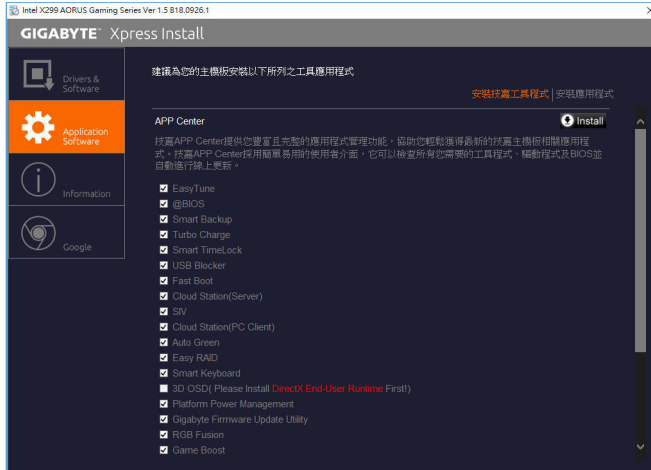 Intel X299 AORUS Gaming Series Ver 1.5 B18.0926.1
GIGABYTE™ Xpress Install
Drivers &
Software
Application
Software
Information
Google
建議為您的主機板安裝以下所列之工具應用程式
安裝技嘉工具程式 | 安裝應用程式
APP Center
Install
技嘉APP Center提供您豐富且完整的應用程式管理功能，協助您輕鬆獲得最新的技嘉主機板相關應用程
式。技嘉APP Center採用簡單易用的使用者介面，它可以檢查所有您需要的工具程式、驅動程式及BIOS並
自動進行線上更新。
EasyTune
@BIOS
Smart Backup
Turbo Charge
Smart TimeLock
USB Blocker
Fast Boot
Cloud Station(Server)
SIV
Cloud Station(PC Client)
Auto Green
Easy RAID
Smart Keyboard
3D OSD( Please Install DirectX End-User Runtime First!)
Platform Power Management
Gigabyte Firmware Update Utility
RGB Fusion
Game Boost